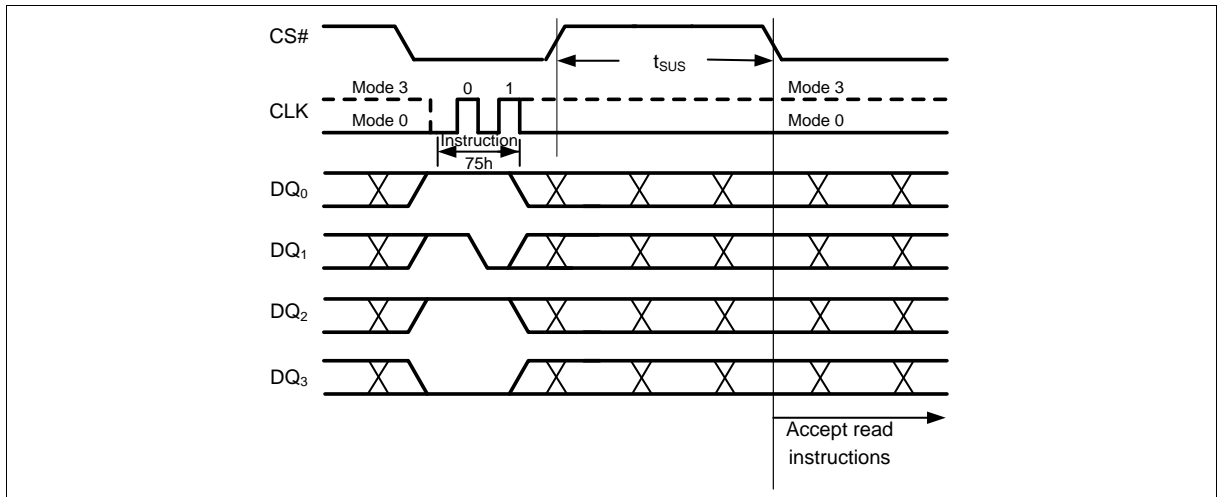 CS#
tSUS
Mode 3 0 1 Mode 3
CLK
Mode 0 Mode 0
Instruction
75h
DQ0
DQ1
DQ2
DQ3
Accept read
instructions